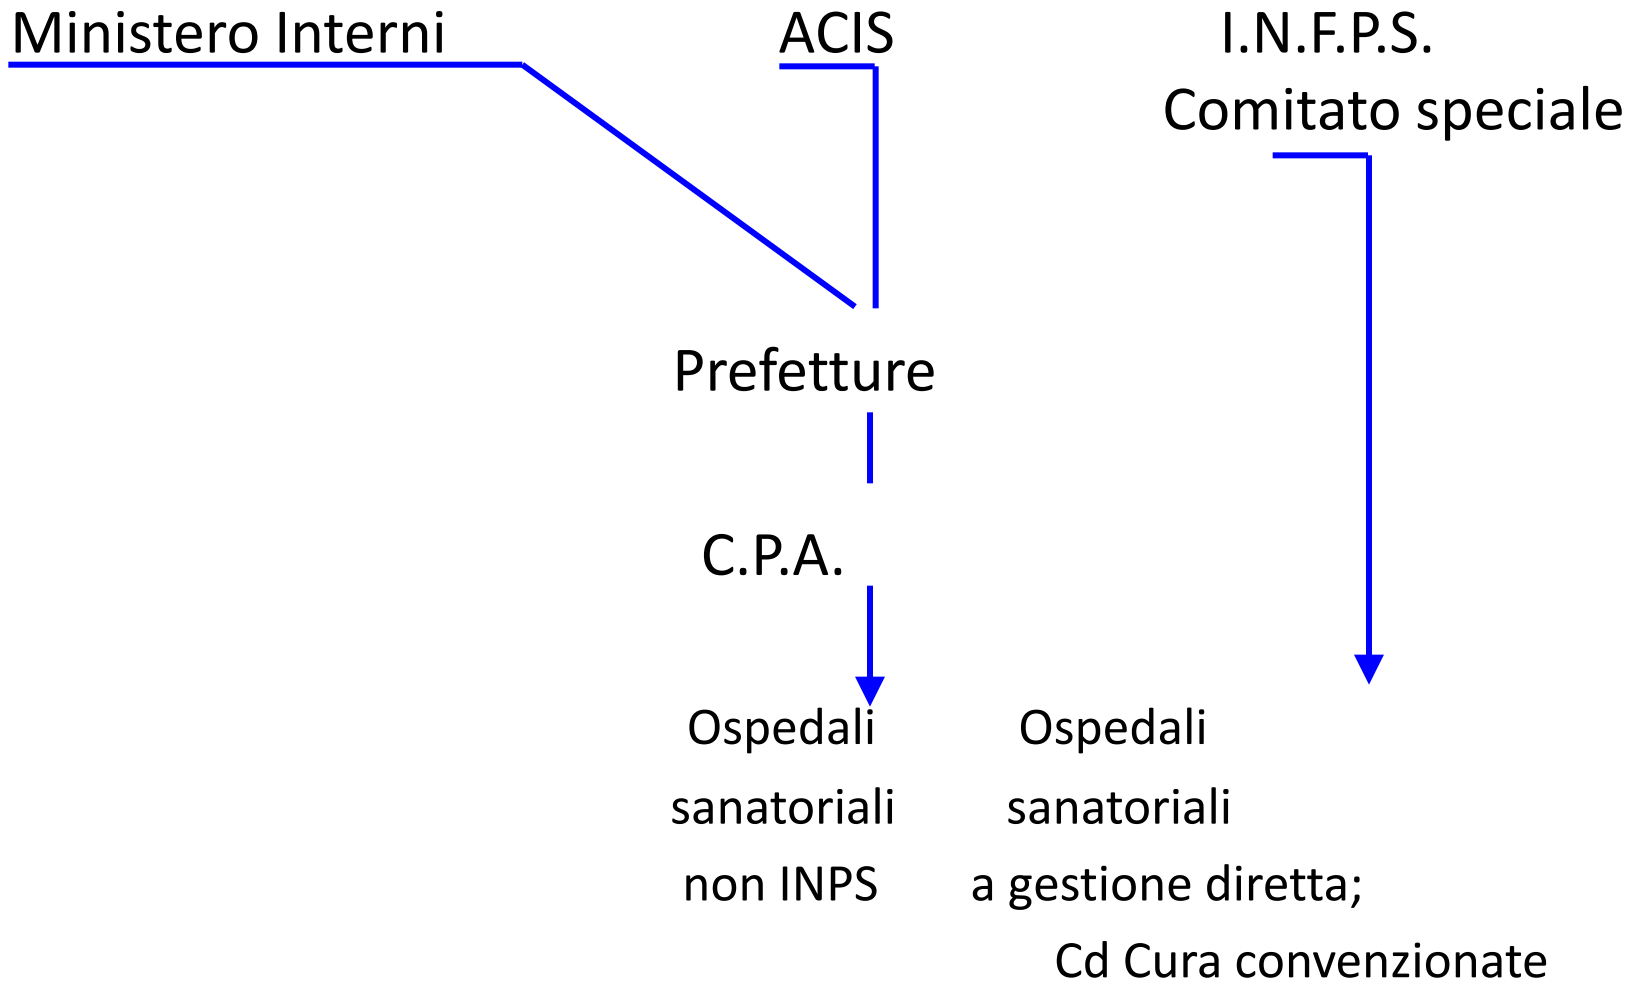 Ministero Interni
ACIS
I.N.F.P.S.
Comitato speciale
Prefetture
C.P.A.
Ospedali
sanatoriali
non INPS
Ospedali
sanatoriali
a gestione diretta;
Cd Cura convenzionate